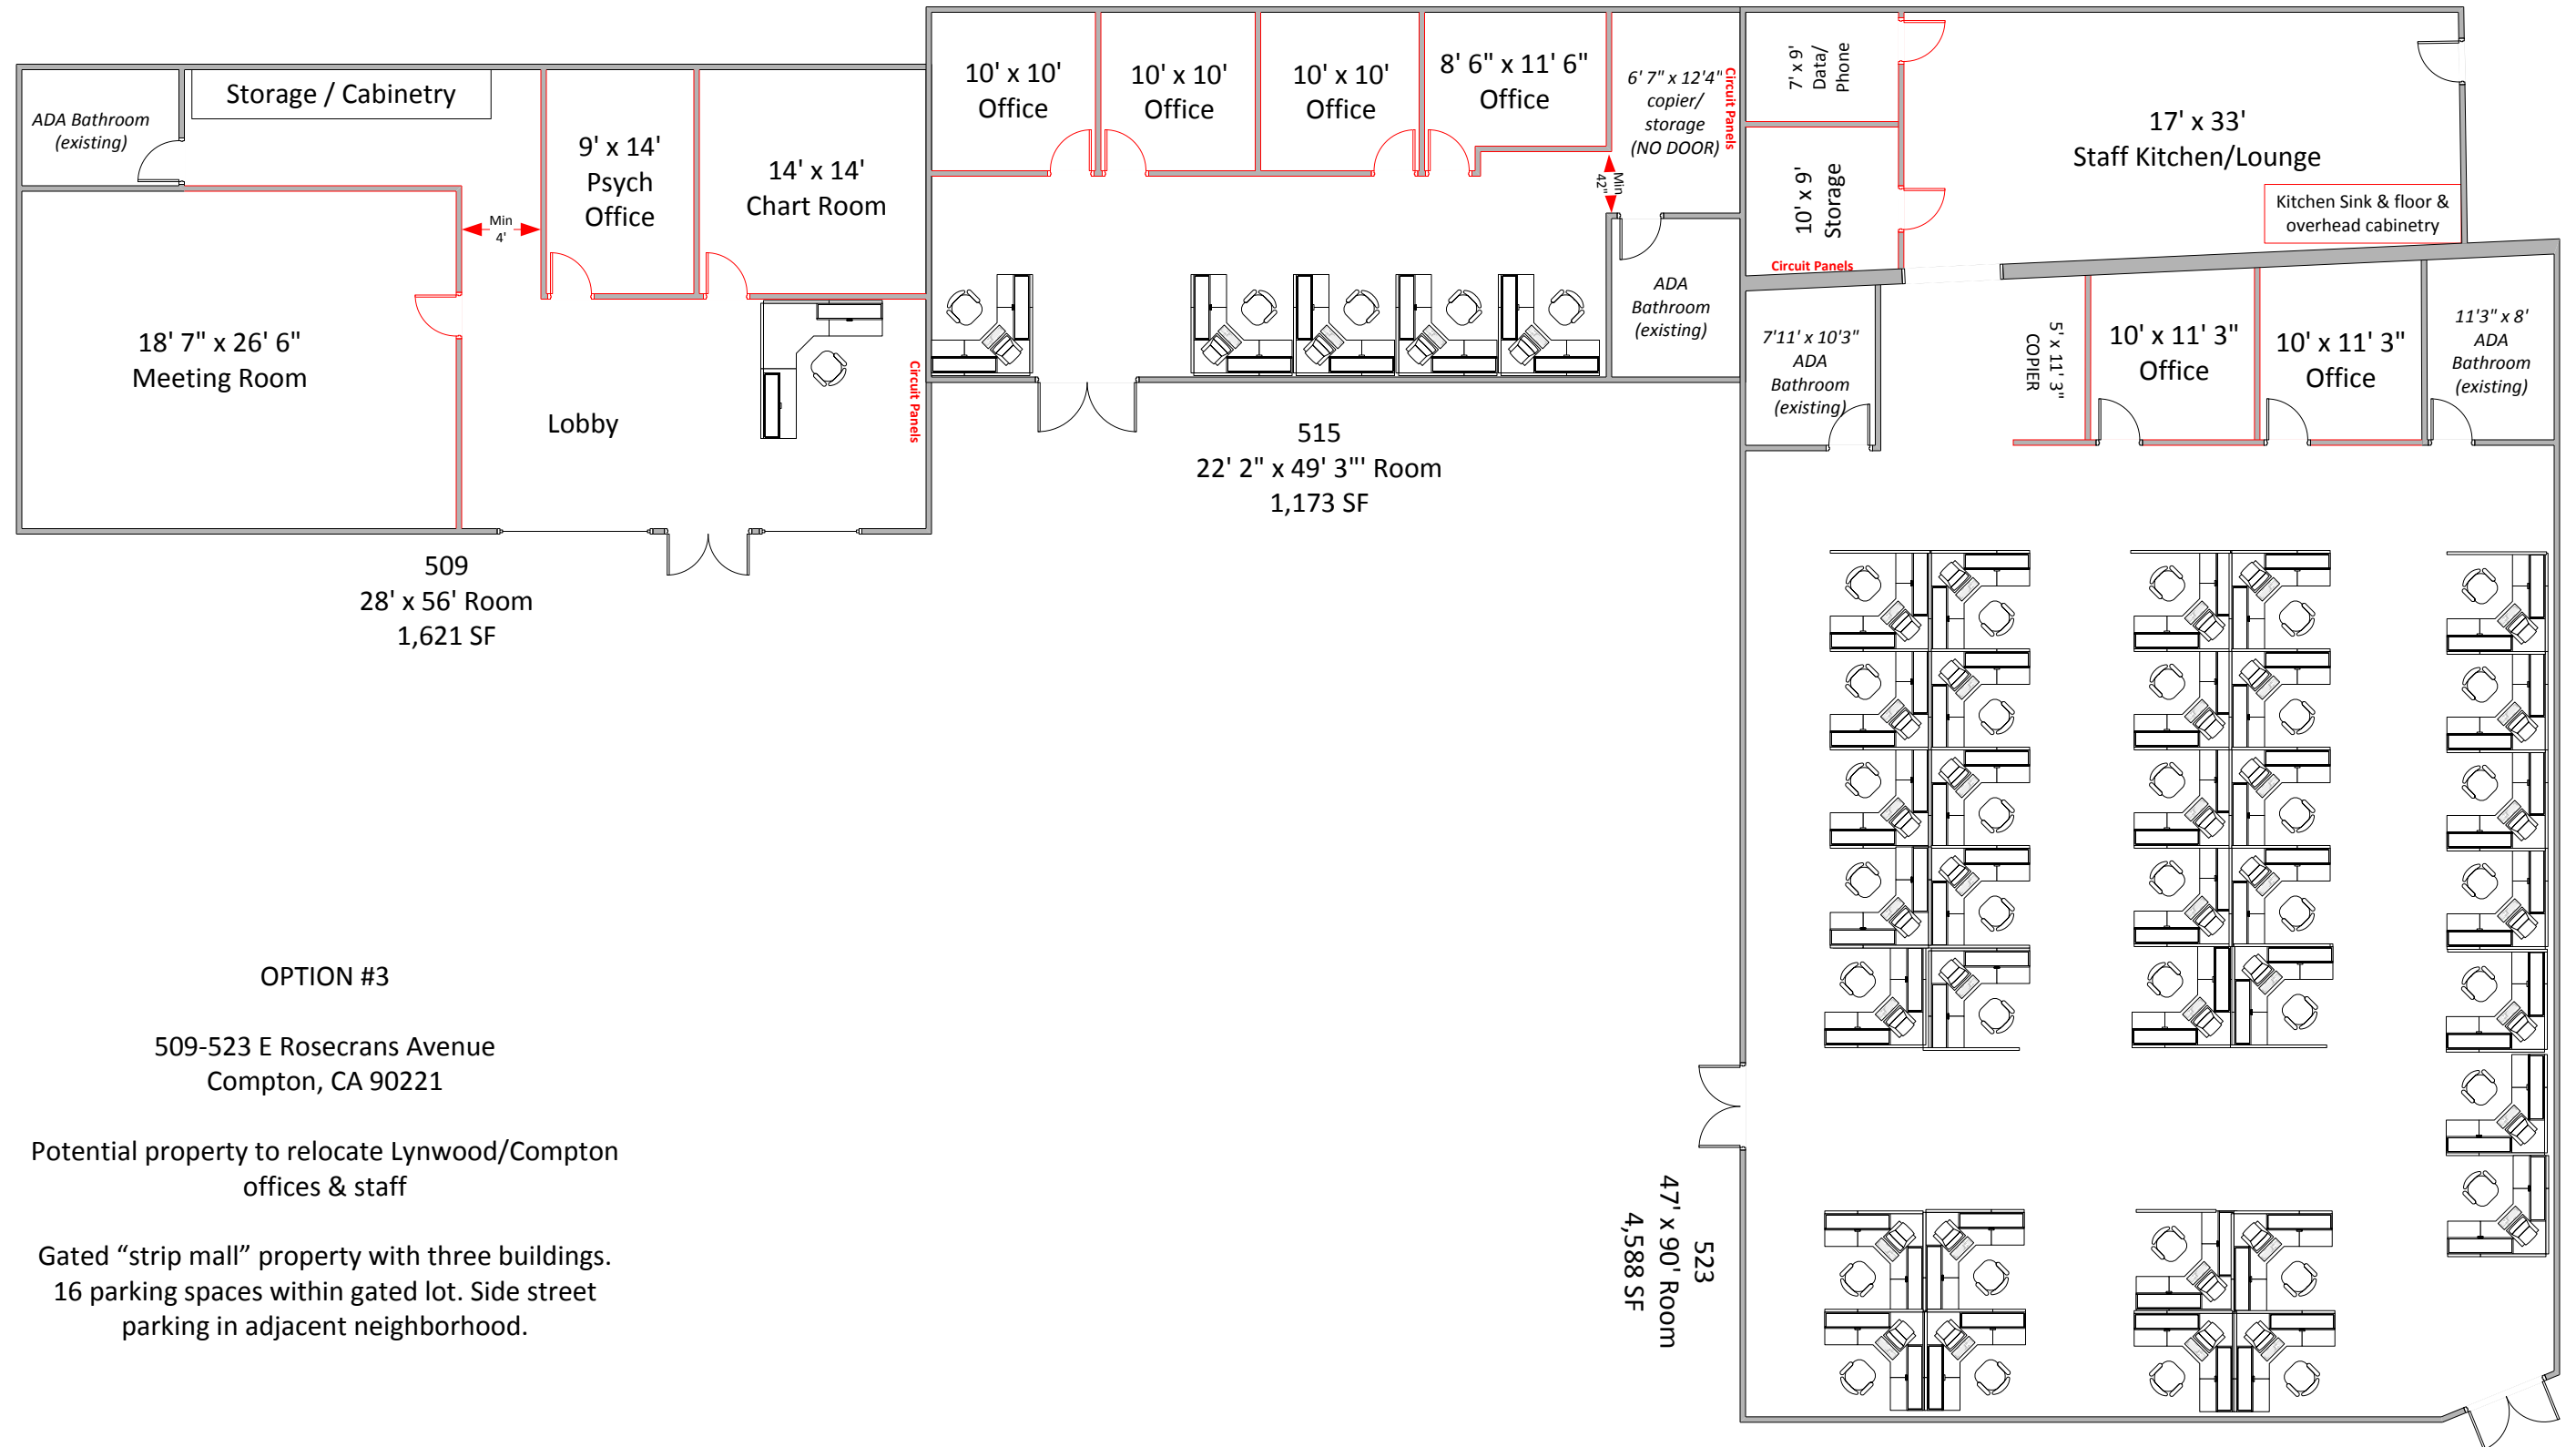 ADA Bathroom
(existing)
Storage / Cabinetry
9' x 14'
Psych
Office
14' x 14'
Chart Room
Min
4'
18' 7" x 26' 6"
Meeting Room
Lobby
Circuit Panels
509
28' x 56' Room
1,621 SF
10' x 10'
Office
10' x 10'
Office
10' x 10'
Office
8' 6" x 11' 6"
Office
6' 7" x 12'4"
copier/
storage
(NO DOOR)
Circuit Panels
Min
42"
ADA
Bathroom
(existing)
515
22' 2" x 49' 3"' Room
1,173 SF
7' x 9'
Data/
Phone
10' x 9'
Storage
Circuit Panels
17' x 33'
Staff Kitchen/Lounge
Kitchen Sink & floor &
overhead cabinetry
7'11' x 10'3"
ADA
Bathroom
(existing)
5' x 11' 3"
COPIER
10' x 11' 3"
Office
10' x 11' 3"
Office
11'3" x 8'
ADA
Bathroom
(existing)
523
47' x 90' Room
4,588 SF
OPTION #3
509-523 E Rosecrans Avenue
Compton, CA 90221
Potential property to relocate Lynwood/Compton
offices & staff
Gated “strip mall” property with three buildings.
16 parking spaces within gated lot. Side street
parking in adjacent neighborhood.